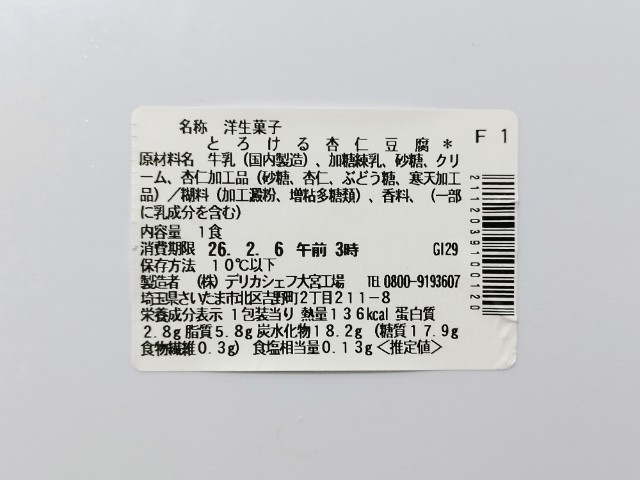 名称 洋生菓子
とろける杏仁豆腐* F1
原材料名 牛乳（国内製造）、加糖練乳、砂糖、クリ
ーム、杏仁加工品（砂糖、杏仁、ぶどう糖、寒天加工
品）／糊料（加工澱粉、増粘多糖類）、香料、（一部
に乳成分を含む）
内容量 1食
消費期限 26. 2. 6 午前 3時 GI29
保存方法 10℃以下
製造者 （株）デリカシェフ大宮工場 TEL 0800-9193607
埼玉県さいたま市北区吉野町2丁目211-8
栄養成分表示 1包装当り 熱量136kcal 蛋白質
2.8g 脂質5.8g 炭水化物18.2g（糖質17.9g
食物繊維0.3g） 食塩相当量0.13g＜推定値＞
2112039100120